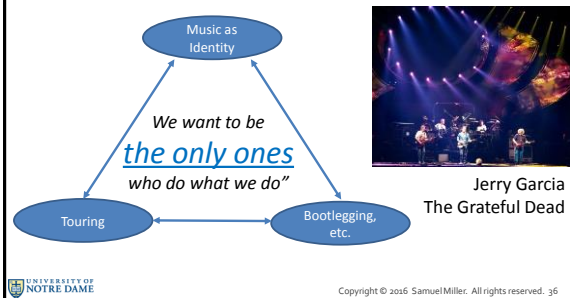 Music as
Identity
We want to be
the only ones
who do what we do”
Touring
Bootlegging,
etc.
Jerry Garcia
The Grateful Dead
UNIVERSITY OF
NOTRE DAME
Copyright © 2016 Samuel Miller. All rights reserved. 36